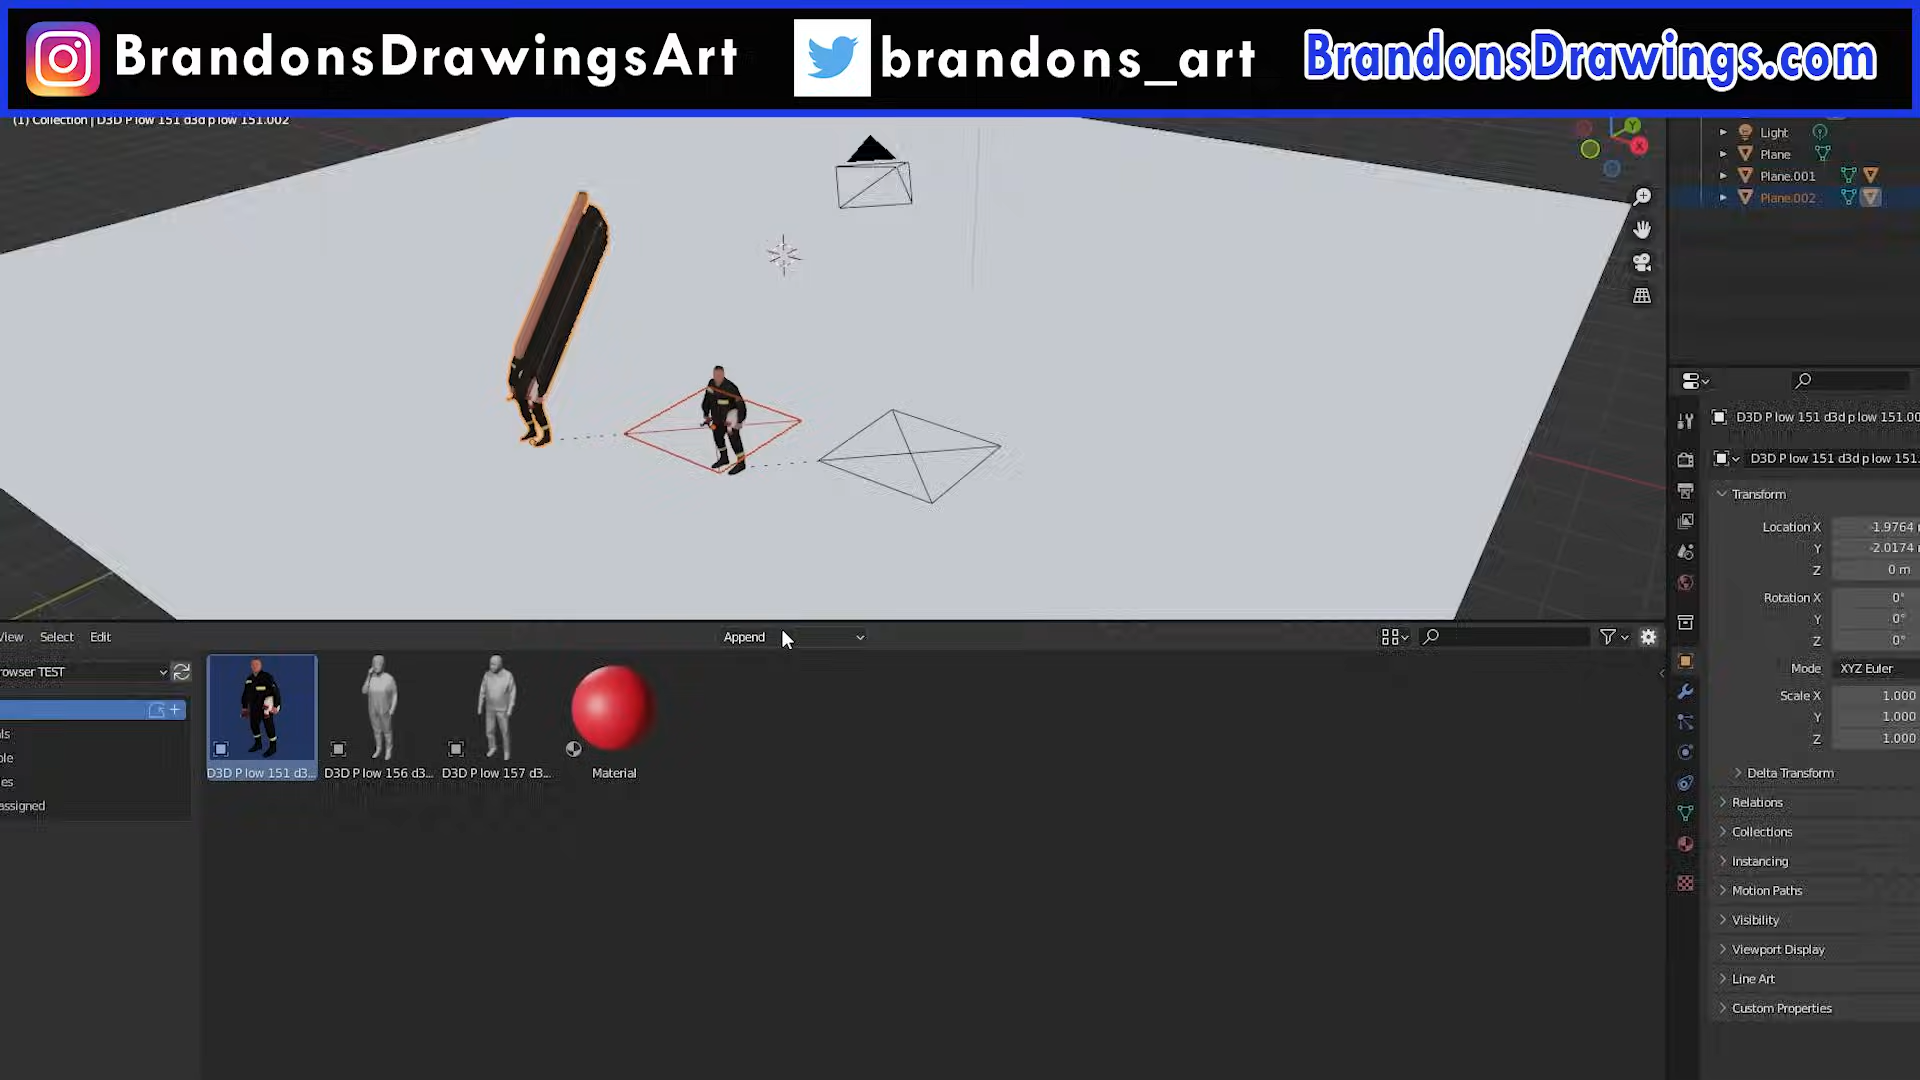 BrandonsDrawingsArt
brandons_art
BrandonsDrawings.com
(1) Collection | D3D P low 151 d3d p low 151.002
Light
Plane
Plane.001
Plane.002
D3D P low 151 d3d p low 151.00
D3D P low 151 d3d p low 151.
Transform
Location X -1.9764
Y -2.0174
Z 0 m
Rotation X 0°
Y 0°
Z 0°
Mode XYZ Euler
Scale X 1.000
Y 1.000
Z 1.000
Delta Transform
Relations
Collections
Instancing
Motion Paths
Visibility
Viewport Display
Line Art
Custom Properties
View Select Edit
Append
rowser TEST
ls
ple
es
assigned
D3D P low 151 d3...
D3D P low 156 d3...
D3D P low 157 d3...
Material